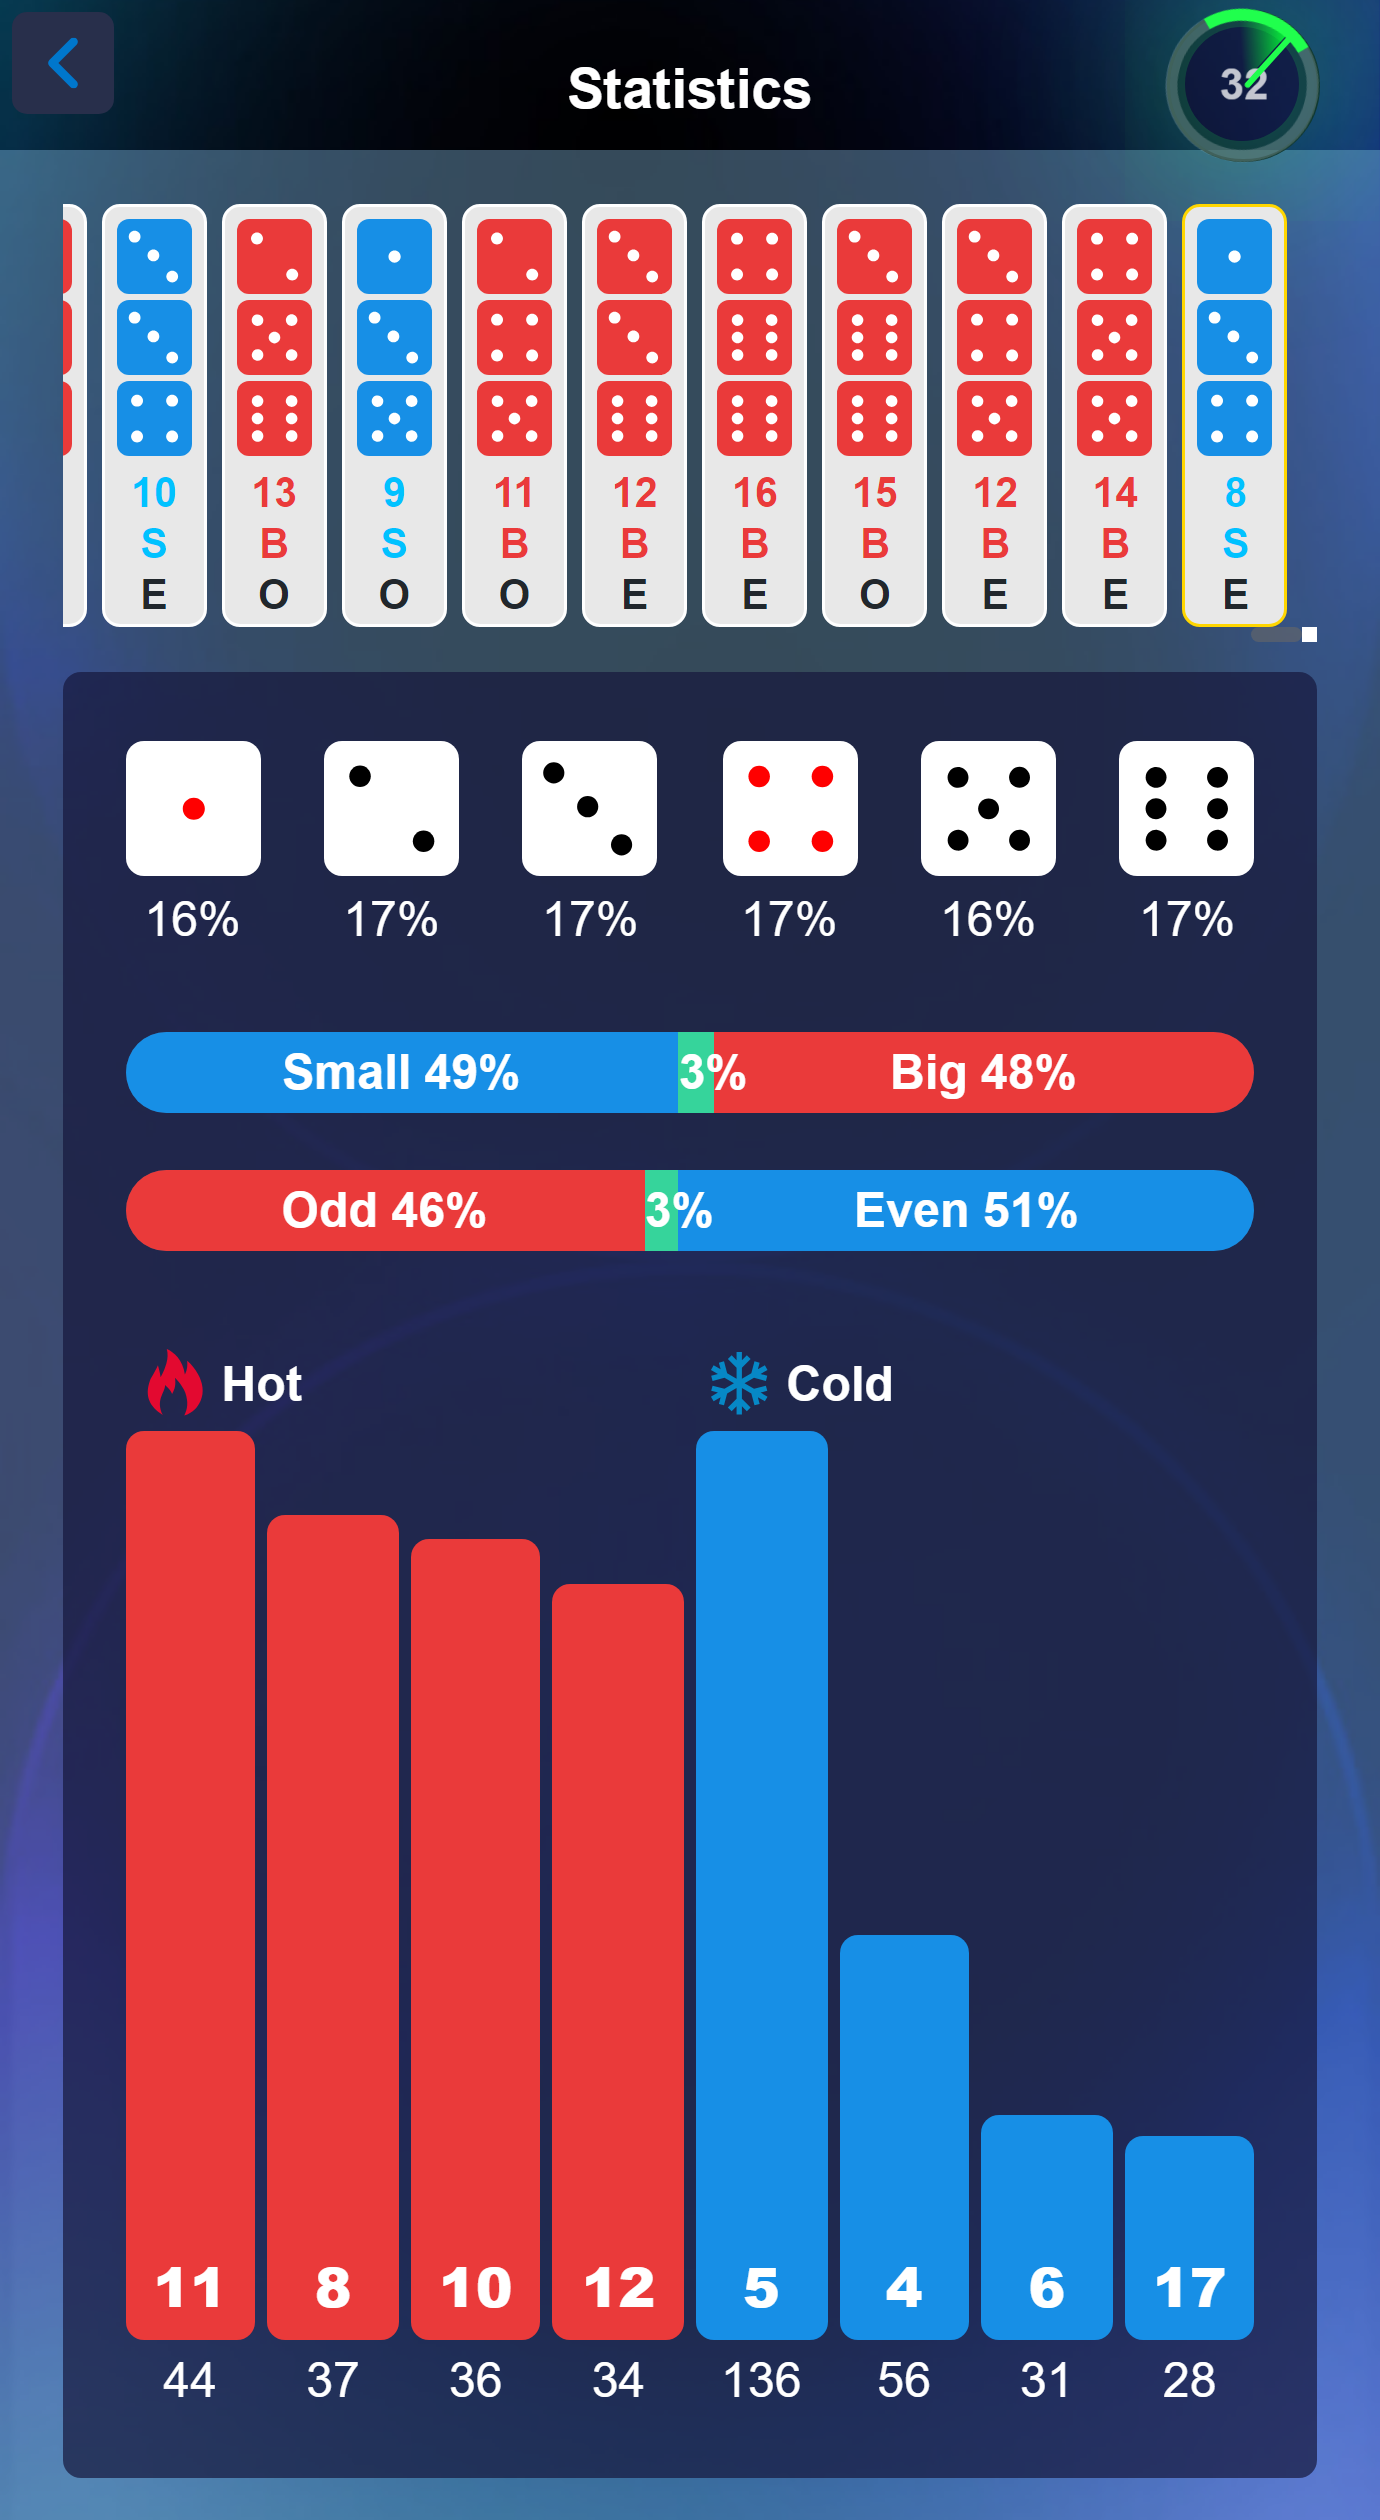 Statistics
32
10 13 9 11 12 16 15 12 14 8
S B S B B B B B B S
E O O O E E O E E E
16% 17% 17% 17% 16% 17%
Small 49% 3% Big 48%
Odd 46% 3% Even 51%
Hot Cold
11 8 10 12 5 4 6 17
44 37 36 34 136 56 31 28